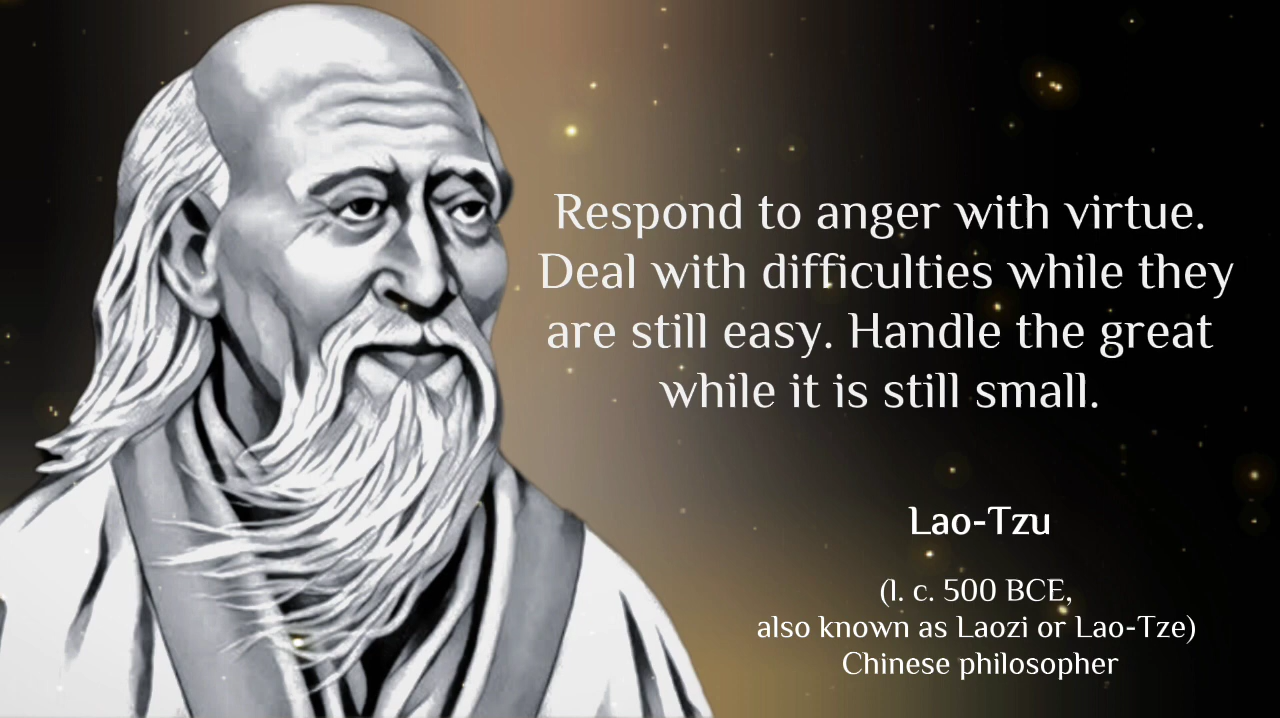 Respond to anger with virtue.
Deal with difficulties while they
are still easy. Handle the great
while it is still small.
Lao-Tzu
(l. c. 500 BCE,
also known as Laozi or Lao-Tze)
Chinese philosopher